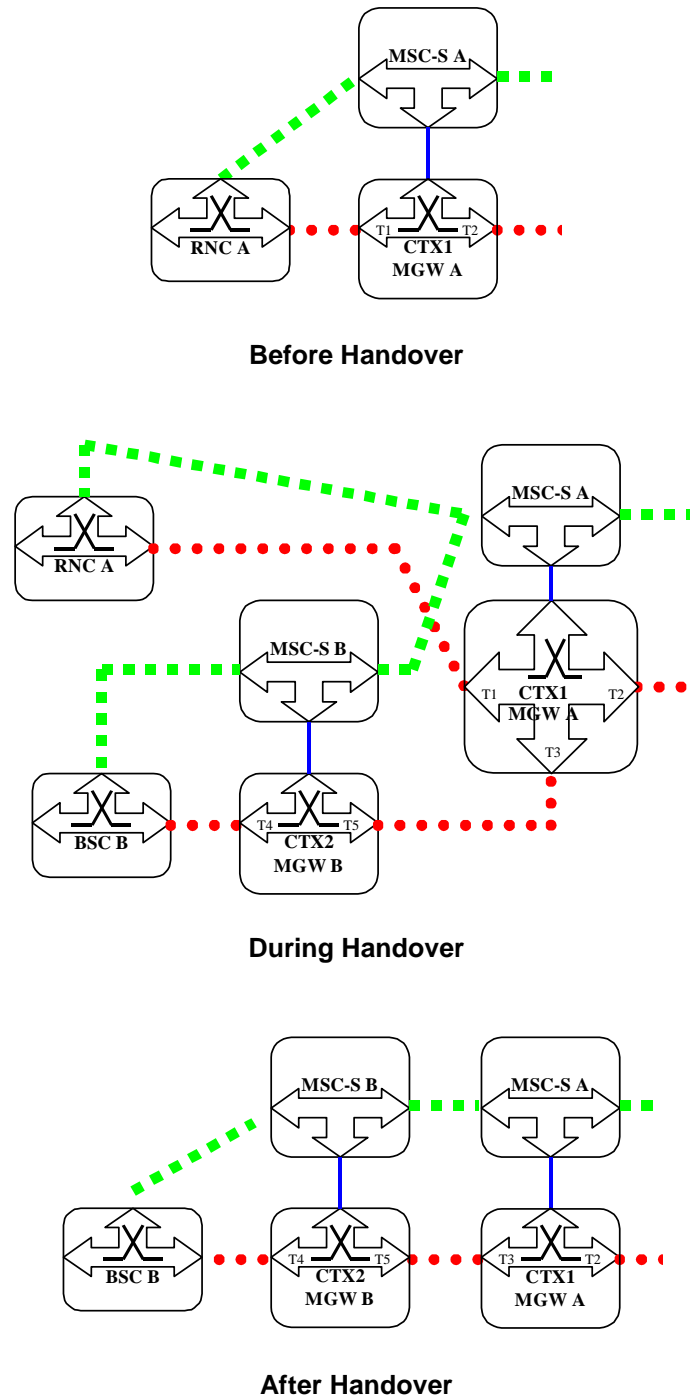 MSC-S A
RNC A
T1
T2
CTX1
MGW A
Before Handover
MSC-S A
RNC A
MSC-S B
T1
CTX1
T2
MGW A
T3
BSC B
T4
T5
CTX2
MGW B
During Handover
MSC-S B
MSC-S A
BSC B
T4
T5
CTX2
MGW B
T3
T2
CTX1
MGW A
After Handover